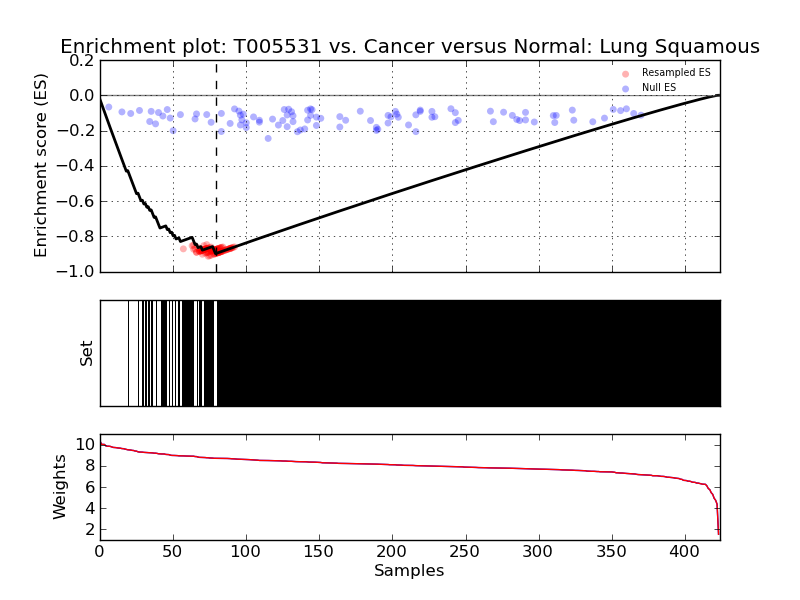 Enrichment plot: T005531 vs. Cancer versus Normal: Lung Squamous
Enrichment score (ES)
0.2
0.0
−0.2
−0.4
−0.6
−0.8
−1.0
Resampled ES
Null ES
Set
Weights
10
8
6
4
2
0 50 100 150 200 250 300 350 400
Samples